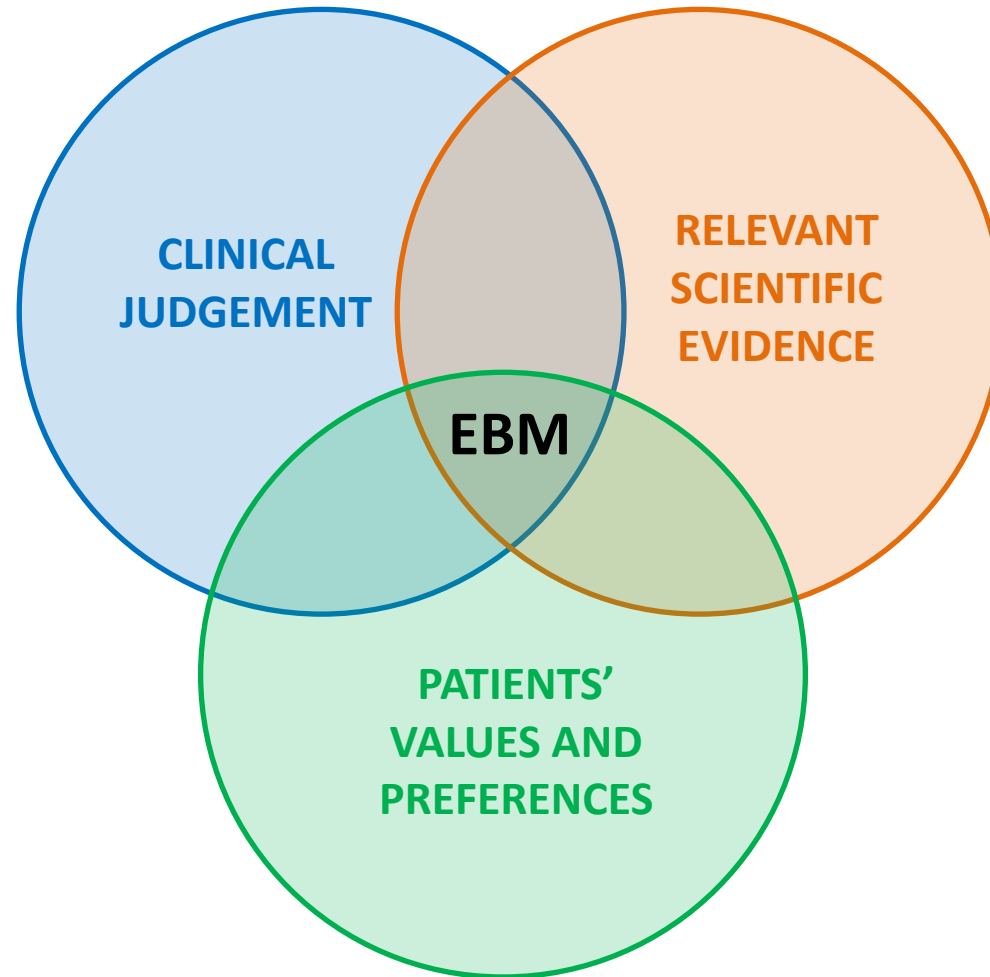 CLINICAL
JUDGEMENT
RELEVANT
SCIENTIFIC
EVIDENCE
EBM
PATIENTS’
VALUES AND
PREFERENCES